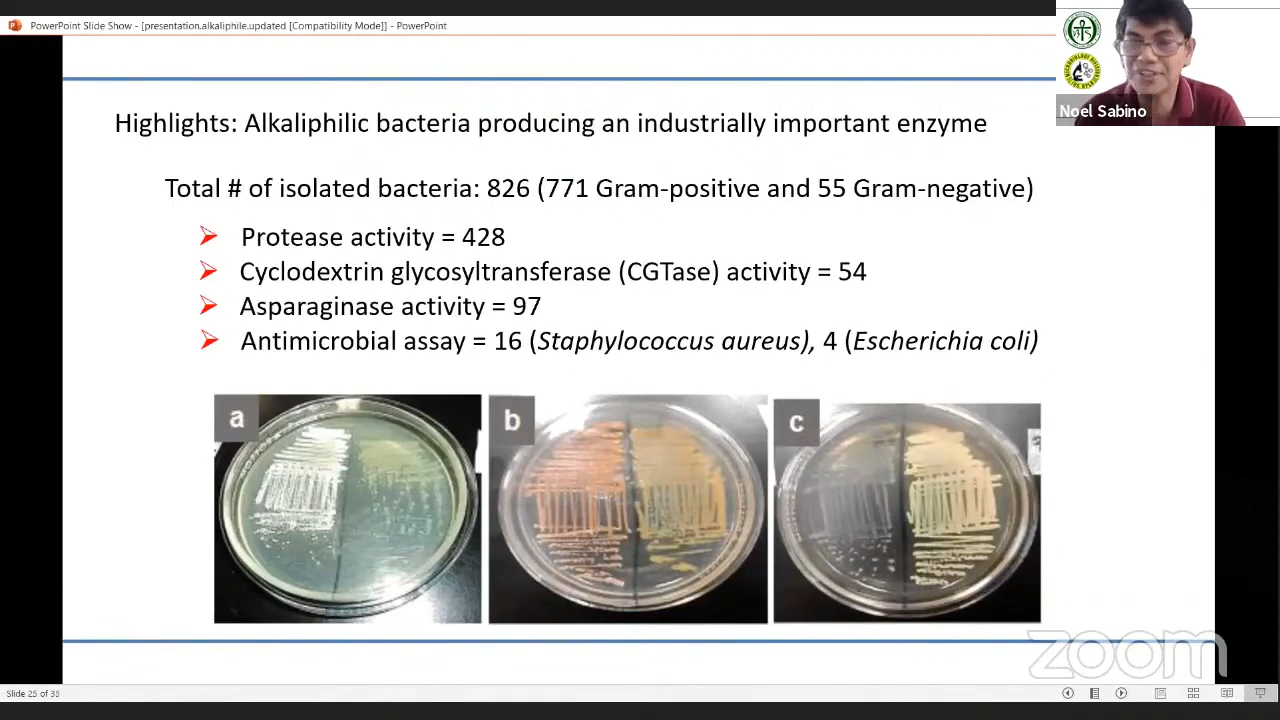 PowerPoint Slide Show - [presentation.alkaliphile.updated [Compatibility Mode]] - PowerPoint
Noel Sabino
Highlights: Alkaliphilic bacteria producing an industrially important enzyme
Total # of isolated bacteria: 826 (771 Gram-positive and 55 Gram-negative)
Protease activity = 428
Cyclodextrin glycosyltransferase (CGTase) activity = 54
Asparaginase activity = 97
Antimicrobial assay = 16 (Staphylococcus aureus), 4 (Escherichia coli)
a
b
c
zoom
Slide 25 of 35